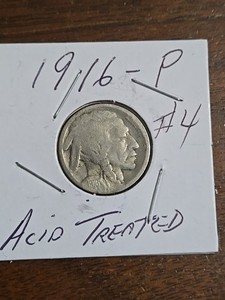 1916-P
#4
ACID TREATED